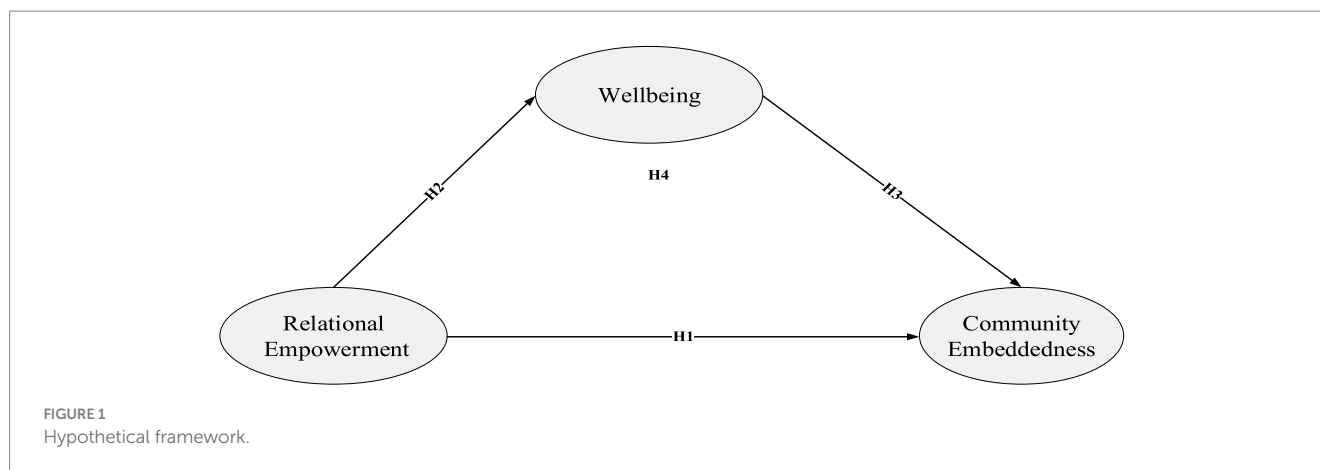 Wellbeing
H4
H2
H3
Relational
Empowerment
H1
Community
Embeddedness
FIGURE 1
Hypothetical framework.